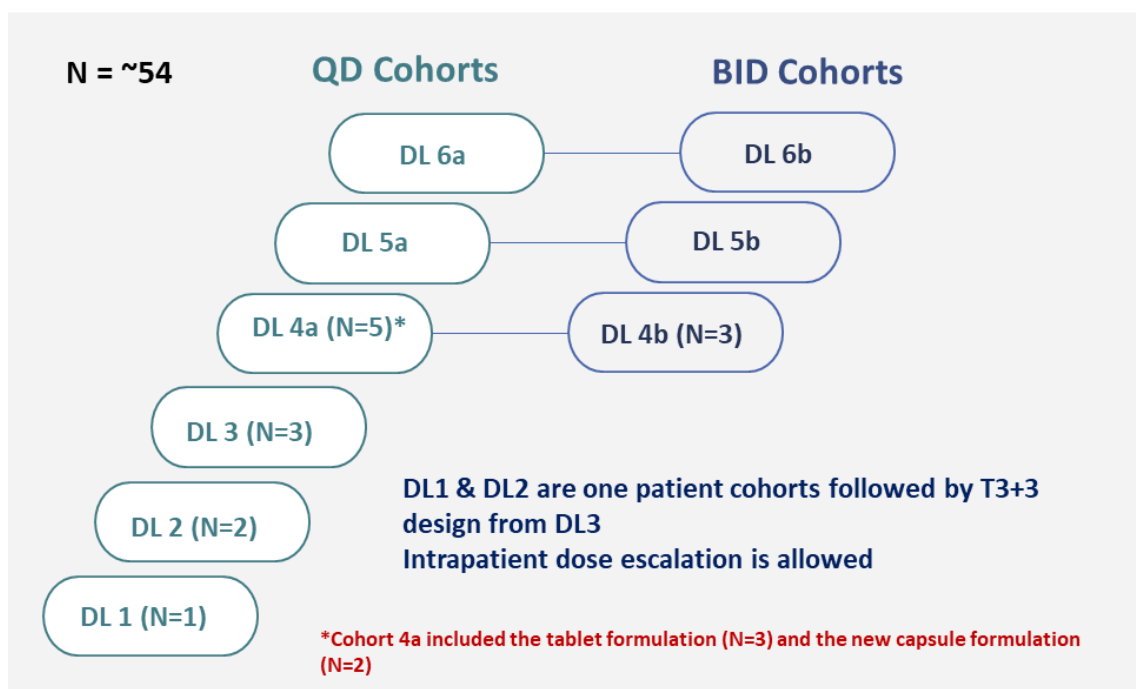 N = ~54
QD Cohorts
BID Cohorts
DL 6a
DL 6b
DL 5a
DL 5b
DL 4a (N=5)*
DL 4b (N=3)
DL 3 (N=3)
DL 2 (N=2)
DL 1 (N=1)
DL1 & DL2 are one patient cohorts followed by T3+3
design from DL3
Intrapatient dose escalation is allowed
*Cohort 4a included the tablet formulation (N=3) and the new capsule formulation
(N=2)